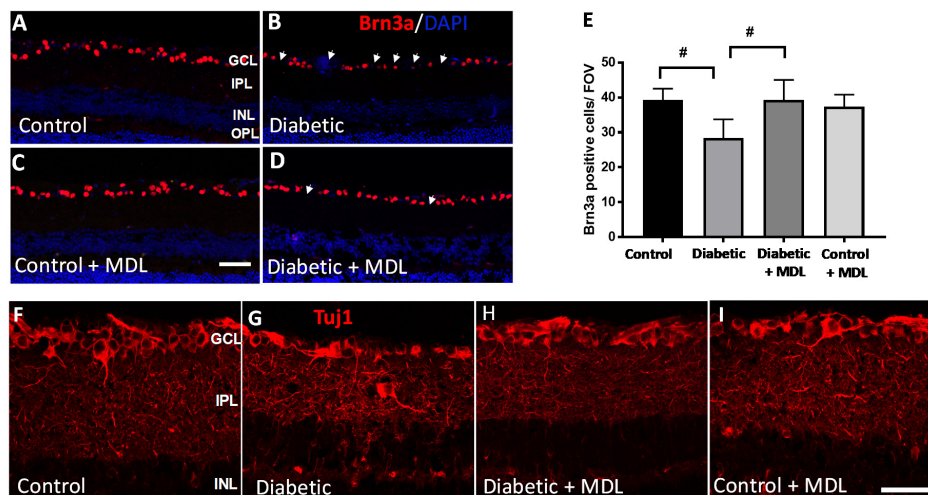 A
GCL
IPL
INL
OPL
Control
B
Brn3a/DAPI
Diabetic
C
Control + MDL
D
Diabetic + MDL
E
#
#
50
40
30
20
10
0
Brn3a positive cells/ FOV
Control
Diabetic
Diabetic
+ MDL
Control
+ MDL
F
GCL
IPL
INL
Control
G
Tuj1
Diabetic
H
Diabetic + MDL
I
Control + MDL